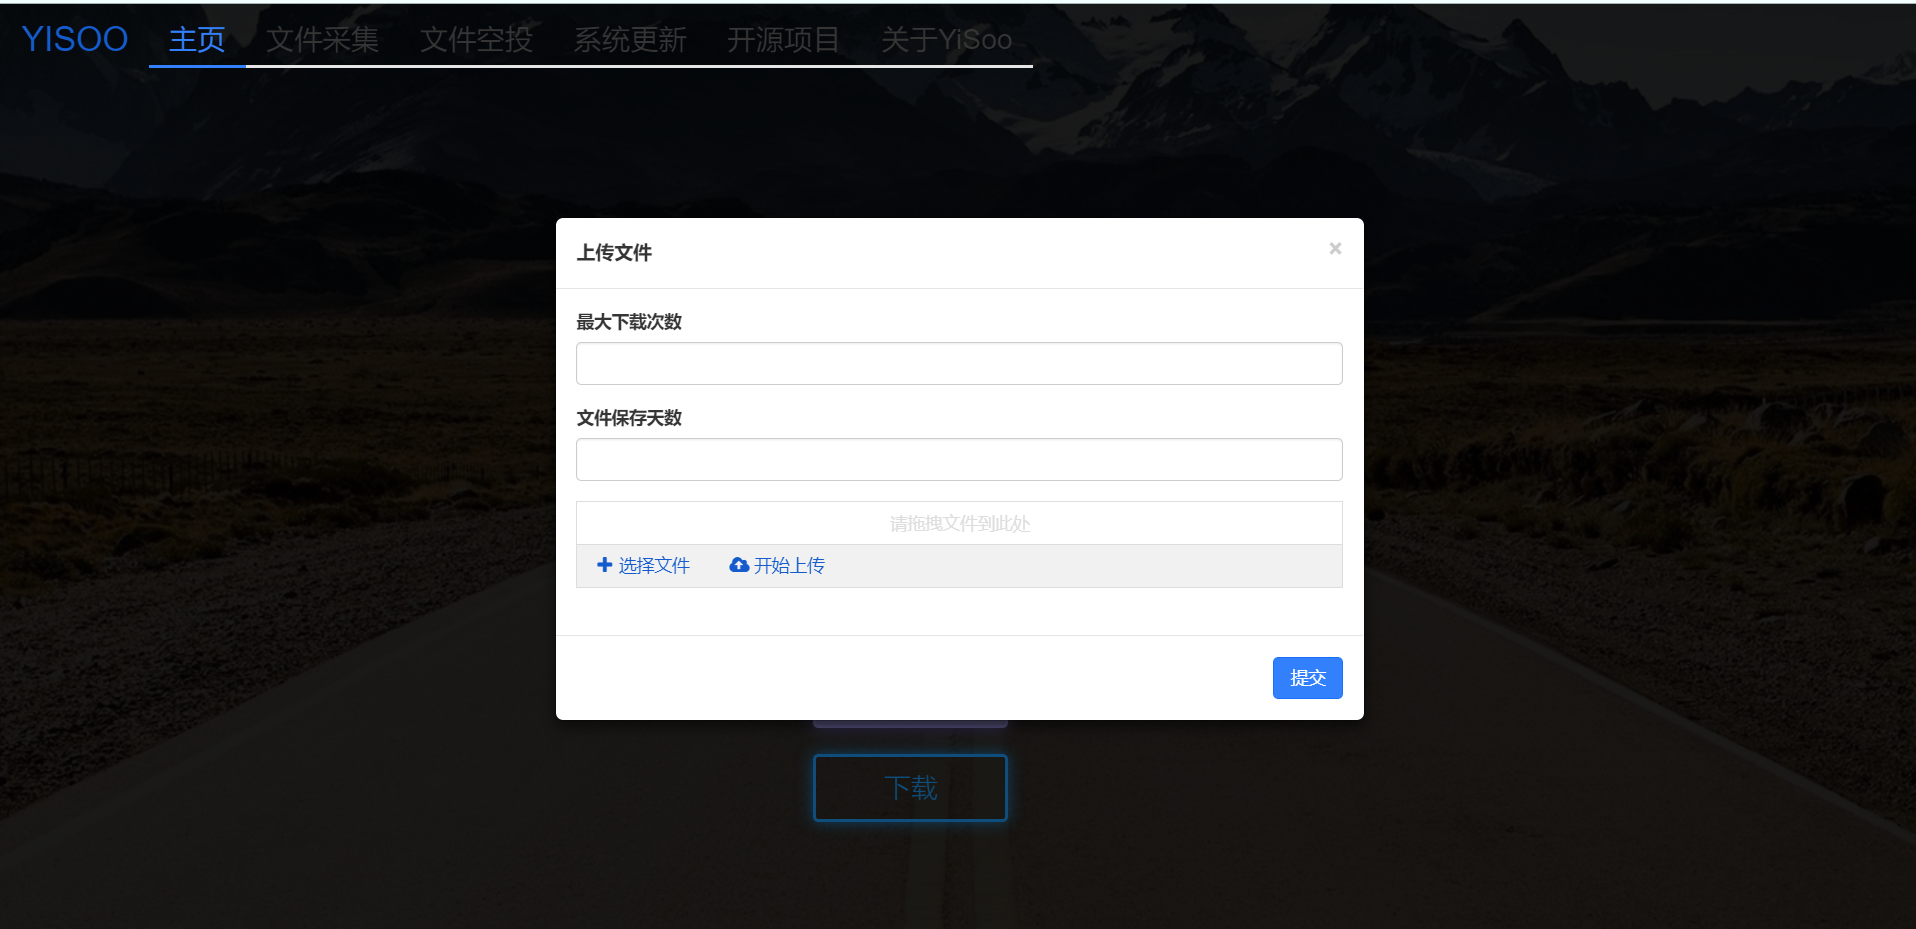 YISOO 主页 文件采集 文件空投 系统更新 开源项目 关于YiSoo
上传文件 ×
最大下载次数
文件保存天数
请拖拽文件到此处
选择文件 开始上传
提交
下载